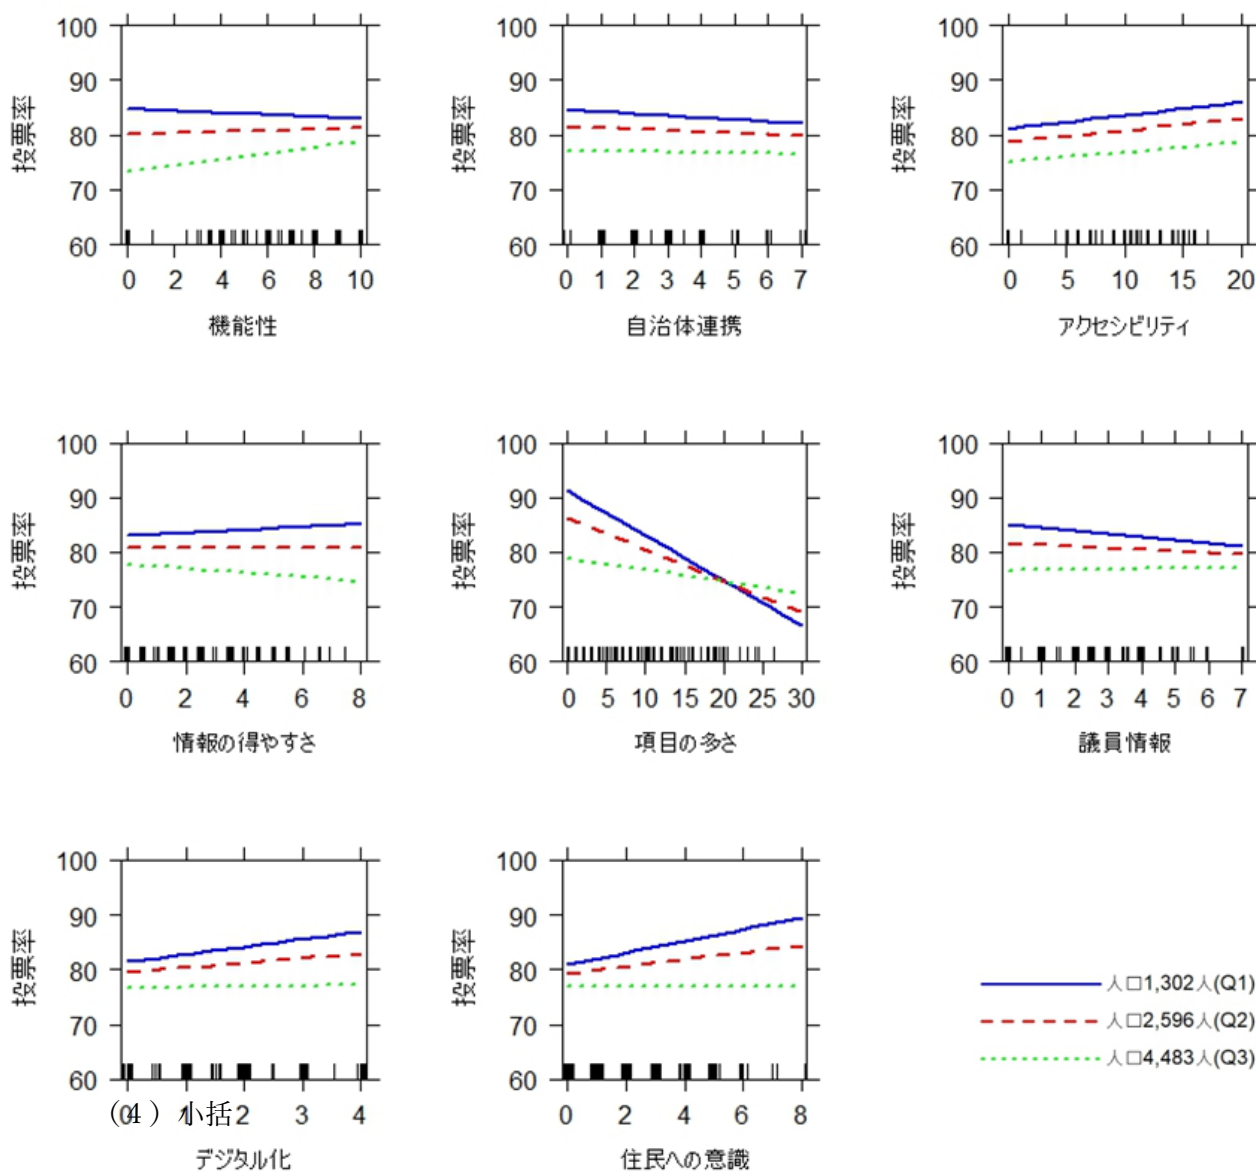 100 100 100
90 90 90
80 80 80
70 70 70
60 60 60
投票率 投票率 投票率
0 2 4 6 8 10 0 1 2 3 4 5 6 7 0 5 10 15 20
機能性 自治体連携 アクセシビリティ
100 100 100
90 90 90
80 80 80
70 70 70
60 60 60
投票率 投票率 投票率
0 2 4 6 8 0 5 10 15 20 25 30 0 1 2 3 4 5 6 7
情報の得やすさ 項目の多さ 議員情報
100 100
90 90
80 80
70 70
60 60
投票率 投票率
0 1 2 3 4 0 2 4 6 8
(4) 小括
デジタル化 住民への意識
人口1,302人(Q1)
人口2,596人(Q2)
人口4,483人(Q3)